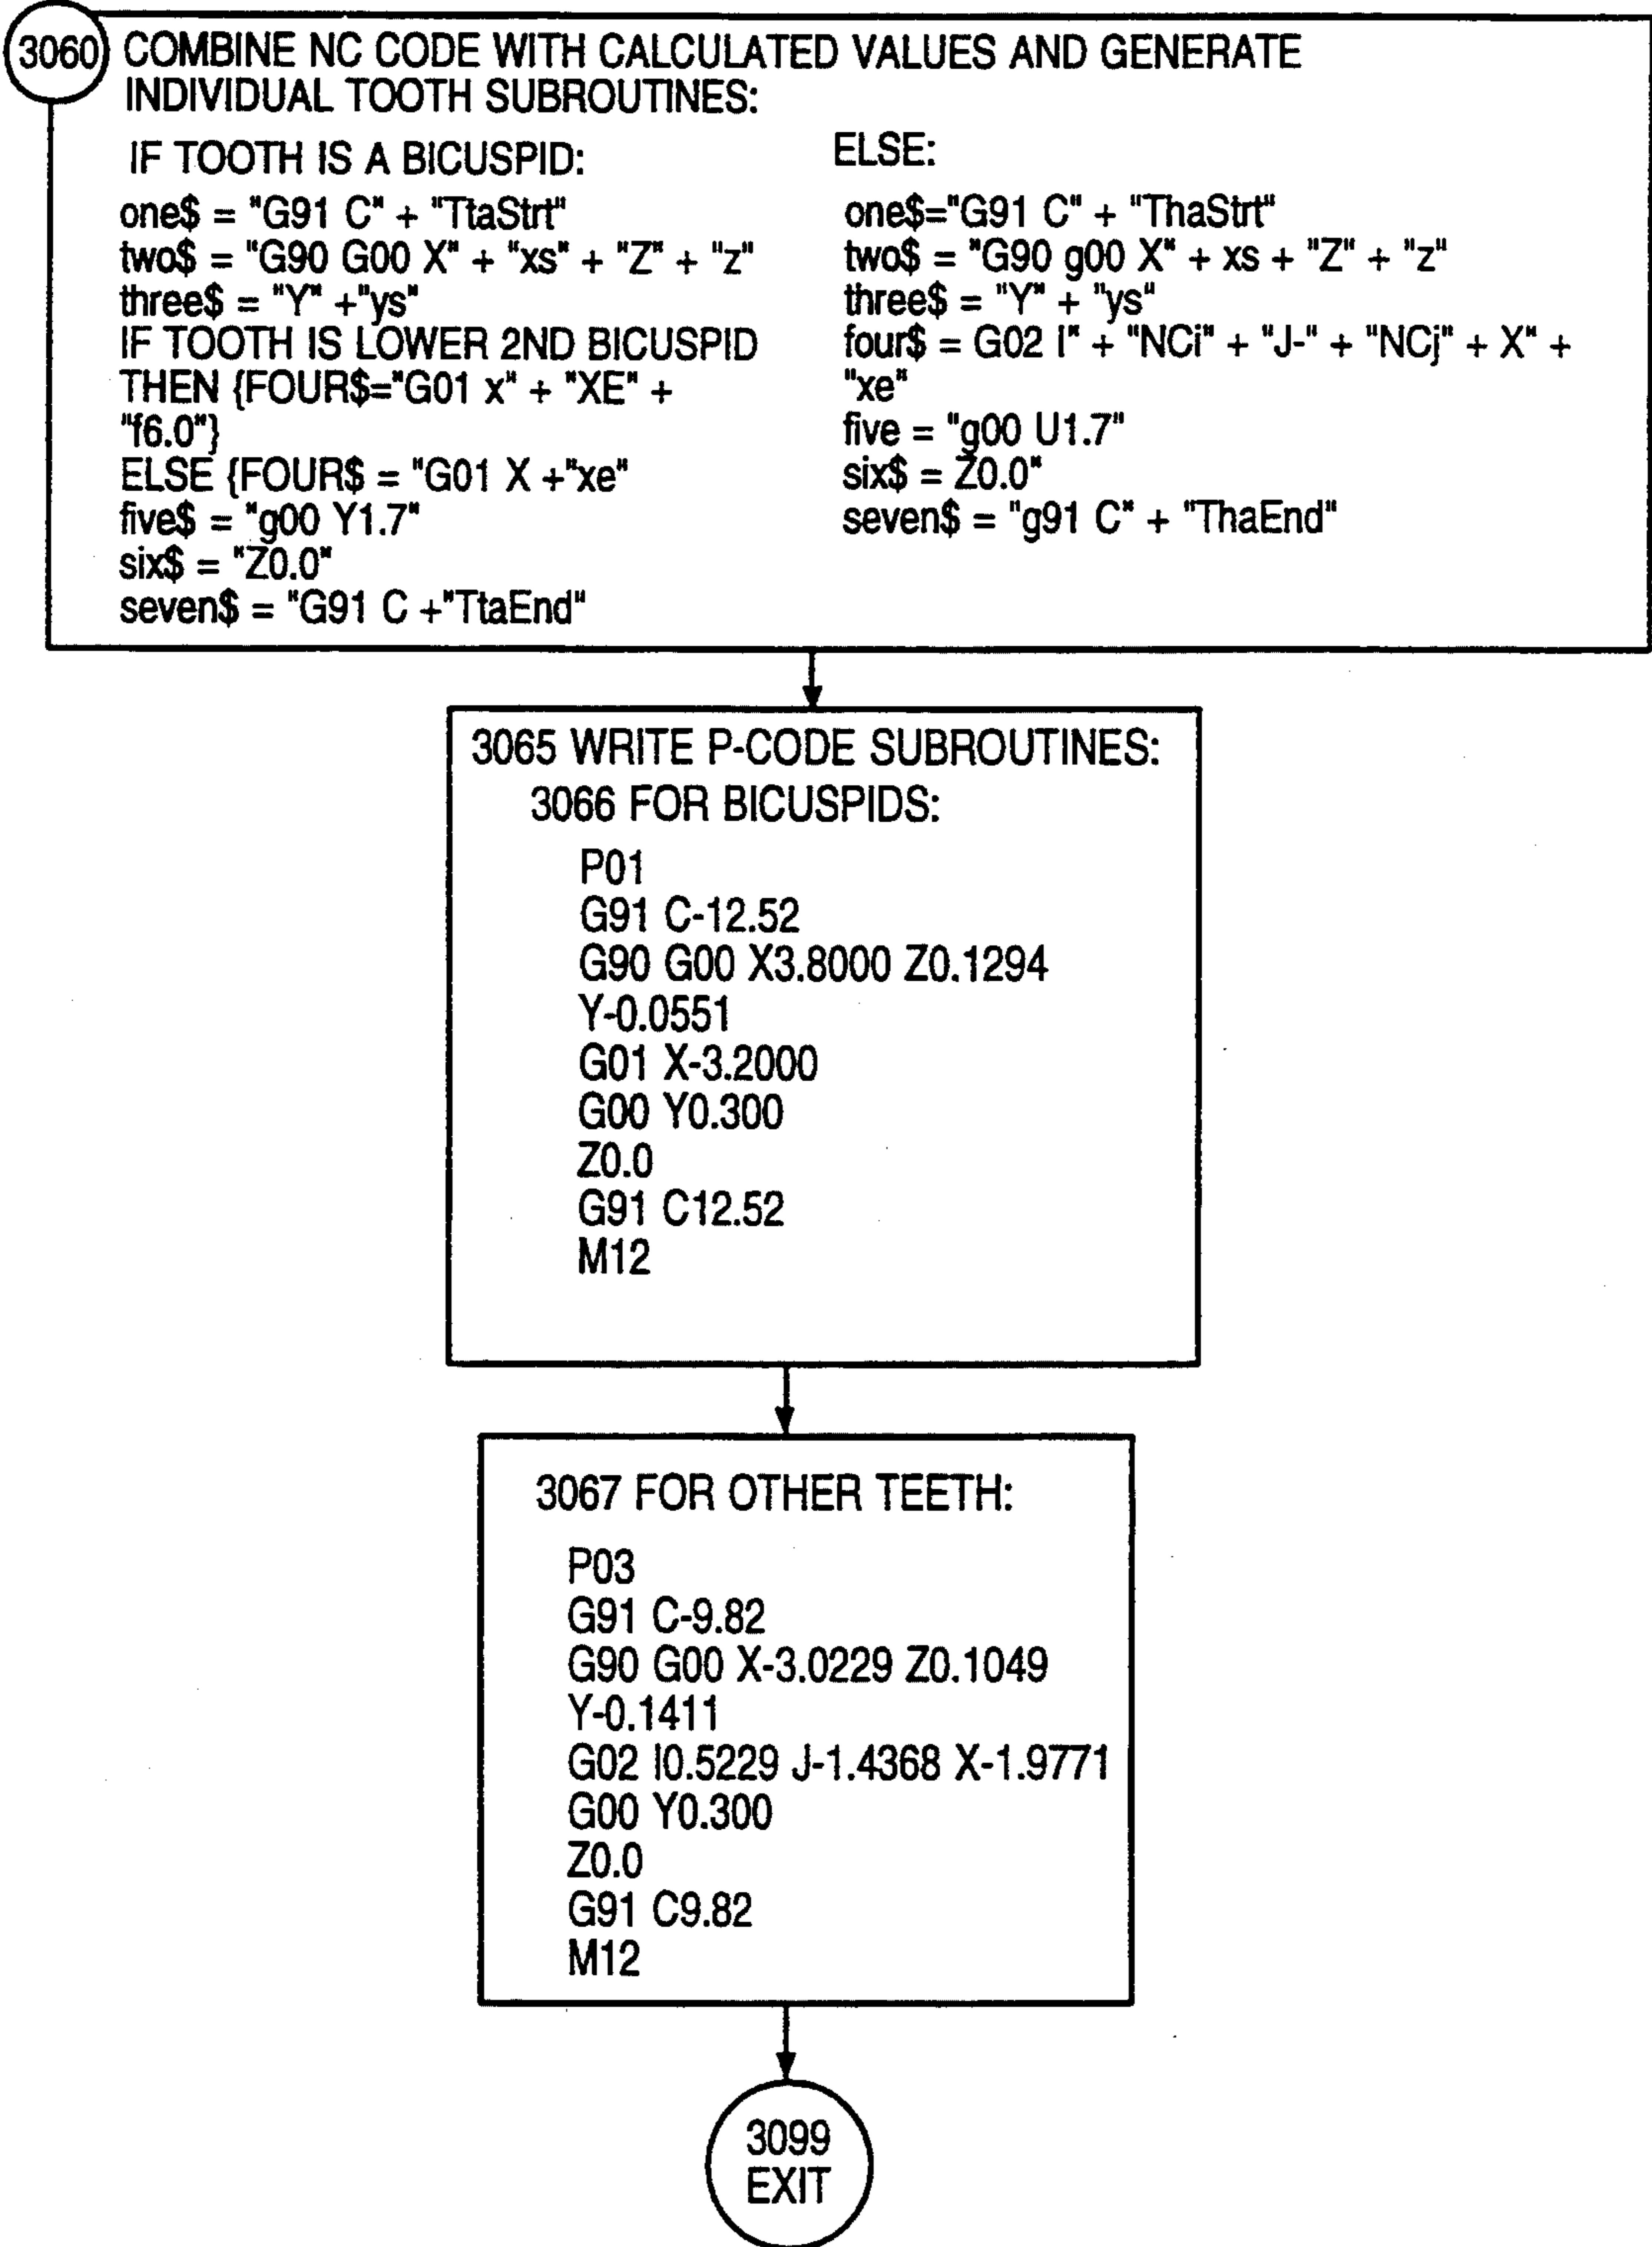 3060 COMBINE NC CODE WITH CALCULATED VALUES AND GENERATE
INDIVIDUAL TOOTH SUBROUTINES:
IF TOOTH IS A BICUSPID:
one$ = "G91 C" + "TtaStrt"
two$ = "G90 G00 X" + "xs" + "Z" + "z"
three$ = "Y" +"ys"
IF TOOTH IS LOWER 2ND BICUSPID
THEN {FOUR$="G01 x" + "XE" +
"f6.0"}
ELSE {FOUR$ = "G01 X +"xe"
five$ = "g00 Y1.7"
six$ = "Z0.0"
seven$ = "G91 C +"TtaEnd"
ELSE:
one$="G91 C" + "ThaStrt"
two$ = "G90 g00 X" + xs + "Z" + "z"
three$ = "Y" + "ys"
four$ = G02 I" + "NCi" + "J-" + "NCj" + X" +
"xe"
five = "g00 U1.7"
six$ = Z0.0"
seven$ = "g91 C" + "ThaEnd"
3065 WRITE P-CODE SUBROUTINES:
3066 FOR BICUSPIDS:
P01
G91 C-12.52
G90 G00 X3.8000 Z0.1294
Y-0.0551
G01 X-3.2000
G00 Y0.300
Z0.0
G91 C12.52
M12
3067 FOR OTHER TEETH:
P03
G91 C-9.82
G90 G00 X-3.0229 Z0.1049
Y-0.1411
G02 I0.5229 J-1.4368 X-1.9771
G00 Y0.300
Z0.0
G91 C9.82
M12
3099
EXIT